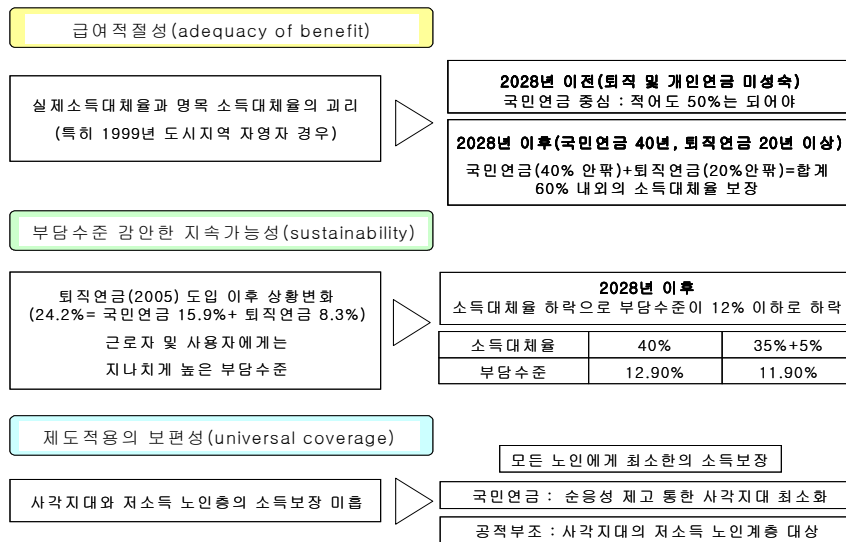 급여적절성(adequacy of benefit)
실제소득대체율과 명목 소득대체율의 괴리
(특히 1999년 도시지역 자영자 경우)
2028년 이전(퇴직 및 개인연금 미성숙)
국민연금 중심 : 적어도 50%는 되어야
2028년 이후(국민연금 40년, 퇴직연금 20년 이상)
국민연금(40% 안팎)+퇴직연금(20%안팎)=합계
60% 내외의 소득대체율 보장
부담수준 감안한 지속가능성(sustainability)
퇴직연금(2005) 도입 이후 상황변화
(24.2%= 국민연금 15.9%+ 퇴직연금 8.3%)
근로자 및 사용자에게는
지나치게 높은 부담수준
2028년 이후
소득대체율 하락으로 부담수준이 12% 이하로 하락
소득대체율 40% 35%+5%
부담수준 12.90% 11.90%
제도적용의 보편성(universal coverage)
사각지대와 저소득 노인층의 소득보장 미흡
모든 노인에게 최소한의 소득보장
국민연금 : 순응성 제고 통한 사각지대 최소화
공적부조 : 사각지대의 저소득 노인계층 대상